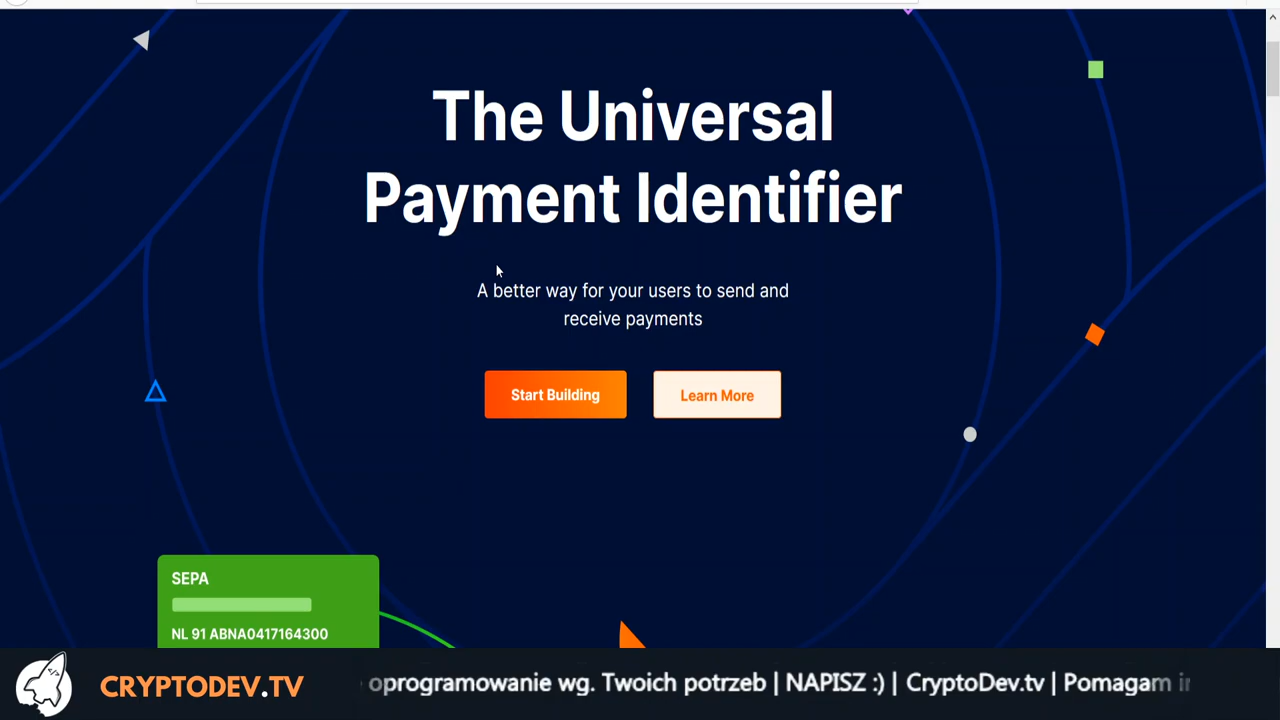 The Universal
Payment Identifier
A better way for your users to send and
receive payments
Start Building
Learn More
SEPA
NL 91 ABNA0417164300
CRYPTODEV.TV
oprogramowanie wg. Twoich potrzeb | NAPISZ :) | CryptoDev.tv | Pomagam